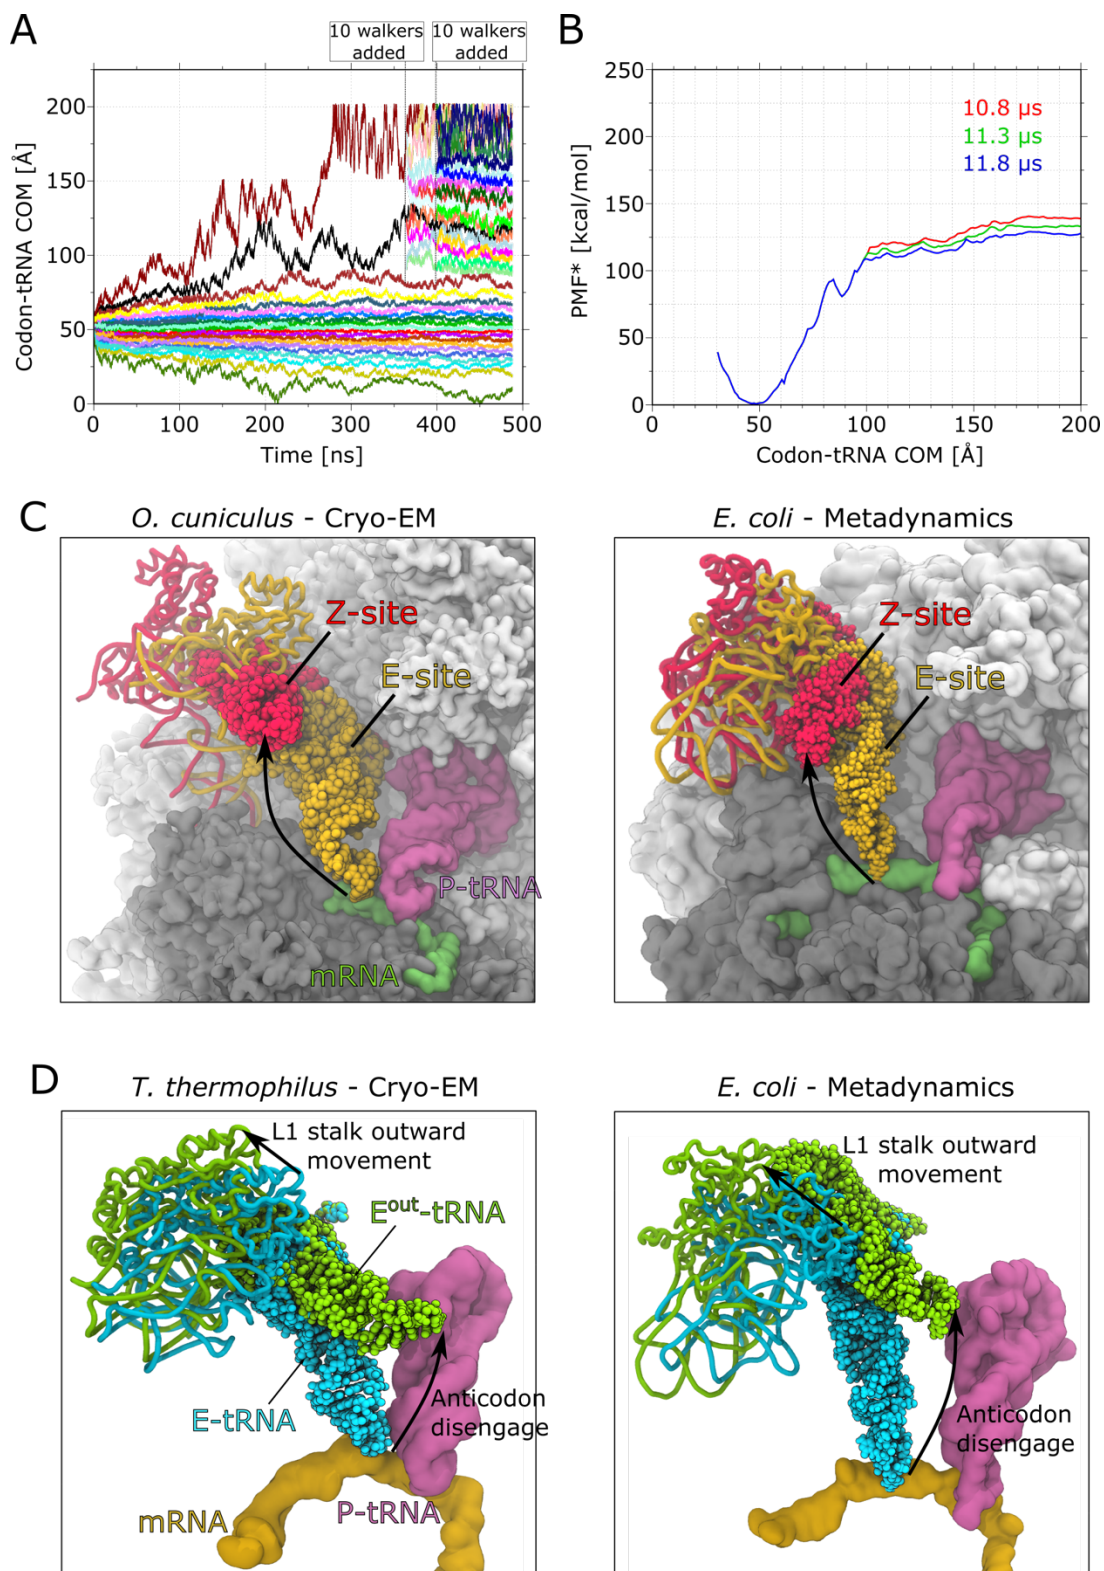 A
10 walkers
added
10 walkers
added
Codon-tRNA COM [Å]
200
150
100
50
0
0
100
200
300
400
500
Time [ns]
B
PMF* [kcal/mol]
250
200
150
100
50
0
10.8 µs
11.3 µs
11.8 µs
0
50
100
150
200
Codon-tRNA COM [Å]
C
O. cuniculus - Cryo-EM
Z-site
E-site
P-tRNA
mRNA
E. coli - Metadynamics
Z-site
E-site
D
T. thermophilus - Cryo-EM
L1 stalk outward
movement
Eout-tRNA
E-tRNA
Anticodon
disengage
mRNA
P-tRNA
E. coli - Metadynamics
L1 stalk outward
movement
Anticodon
disengage